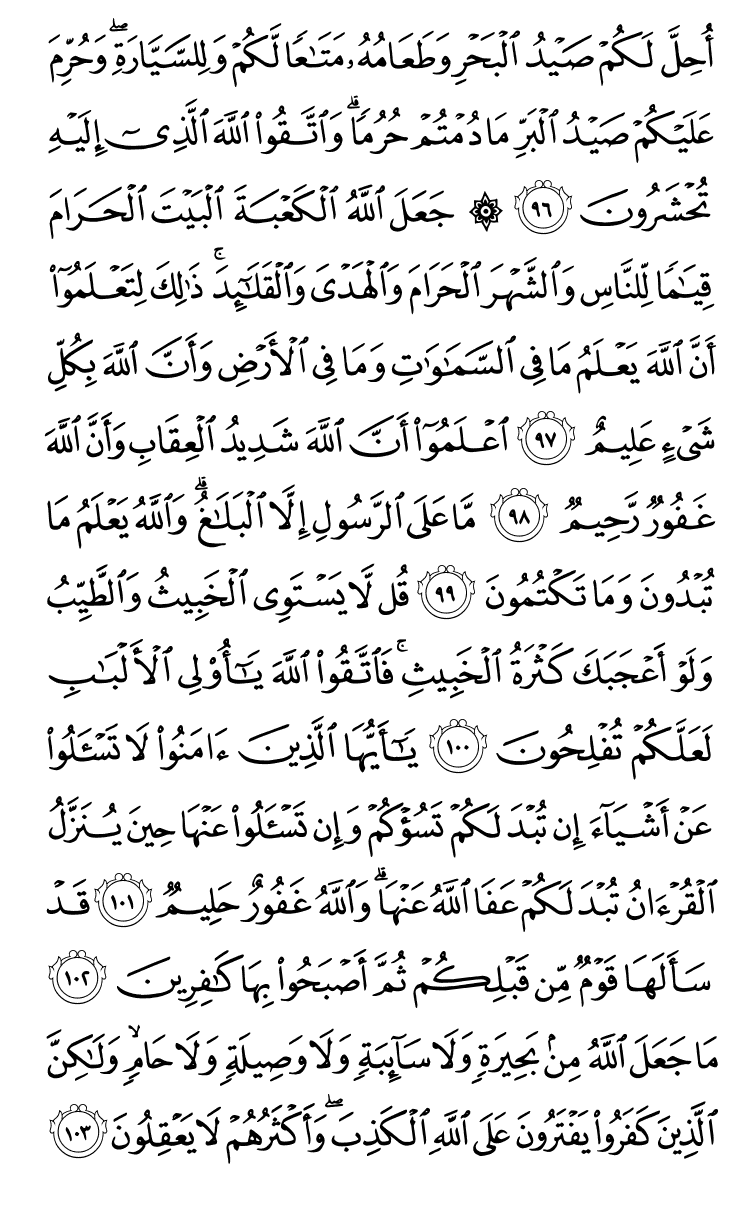 أُحِلَّ لَكُمۡ صَيۡدُ ٱلۡبَحۡرِ وَطَعَامُهُۥ مَتَٰعٗا لَّكُمۡ وَلِلسَّيَّارَةِۖ وَحُرِّمَ
عَلَيۡكُمۡ صَيۡدُ ٱلۡبَرِّ مَا دُمۡتُمۡ حُرُمٗاۗ وَٱتَّقُواْ ٱللَّهَ ٱلَّذِيٓ إِلَيۡهِ
تُحۡشَرُونَ ٩٦ ۞ جَعَلَ ٱللَّهُ ٱلۡكَعۡبَةَ ٱلۡبَيۡتَ ٱلۡحَرَامَ
قِيَٰمٗا لِّلنَّاسِ وَٱلشَّهۡرَ ٱلۡحَرَامَ وَٱلۡهَدۡيَ وَٱلۡقَلَٰٓئِدَۚ ذَٰلِكَ لِتَعۡلَمُوٓاْ
أَنَّ ٱللَّهَ يَعۡلَمُ مَا فِي ٱلسَّمَٰوَٰتِ وَمَا فِي ٱلۡأَرۡضِ وَأَنَّ ٱللَّهَ بِكُلِّ
شَيۡءٍ عَلِيمٌ ٩٧ ٱعۡلَمُوٓاْ أَنَّ ٱللَّهَ شَدِيدُ ٱلۡعِقَابِ وَأَنَّ ٱللَّهَ
غَفُورٞ رَّحِيمٞ ٩٨ مَّا عَلَى ٱلرَّسُولِ إِلَّا ٱلۡبَلَٰغُۗ وَٱللَّهُ يَعۡلَمُ مَا
تُبۡدُونَ وَمَا تَكۡتُمُونَ ٩٩ قُل لَّا يَسۡتَوِي ٱلۡخَبِيثُ وَٱلطَّيِّبُ
وَلَوۡ أَعۡجَبَكَ كَثۡرَةُ ٱلۡخَبِيثِۚ فَٱتَّقُواْ ٱللَّهَ يَٰٓأُوْلِي ٱلۡأَلۡبَٰبِ
لَعَلَّكُمۡ تُفۡلِحُونَ ١٠٠ يَٰٓأَيُّهَا ٱلَّذِينَ ءَامَنُواْ لَا تَسۡـَٔلُواْ
عَنۡ أَشۡيَآءَ إِن تُبۡدَ لَكُمۡ تَسُؤۡكُمۡ وَإِن تَسۡـَٔلُواْ عَنۡهَا حِينَ يُنَزَّلُ
ٱلۡقُرۡءَانُ تُبۡدَ لَكُمۡ عَفَا ٱللَّهُ عَنۡهَاۗ وَٱللَّهُ غَفُورٌ حَلِيمٞ ١٠١ قَدۡ
سَأَلَهَا قَوۡمٞ مِّن قَبۡلِكُمۡ ثُمَّ أَصۡبَحُواْ بِهَا كَٰفِرِينَ ١٠٢
مَا جَعَلَ ٱللَّهُ مِنۢ بَحِيرَةٖ وَلَا سَآئِبَةٖ وَلَا وَصِيلَةٖ وَلَا حَامٖۙ وَلَٰكِنَّ
ٱلَّذِينَ كَفَرُواْ يَفۡتَرُونَ عَلَى ٱللَّهِ ٱلۡكَذِبَۖ وَأَكۡثَرُهُمۡ لَا يَعۡقِلُونَ ١٠٣